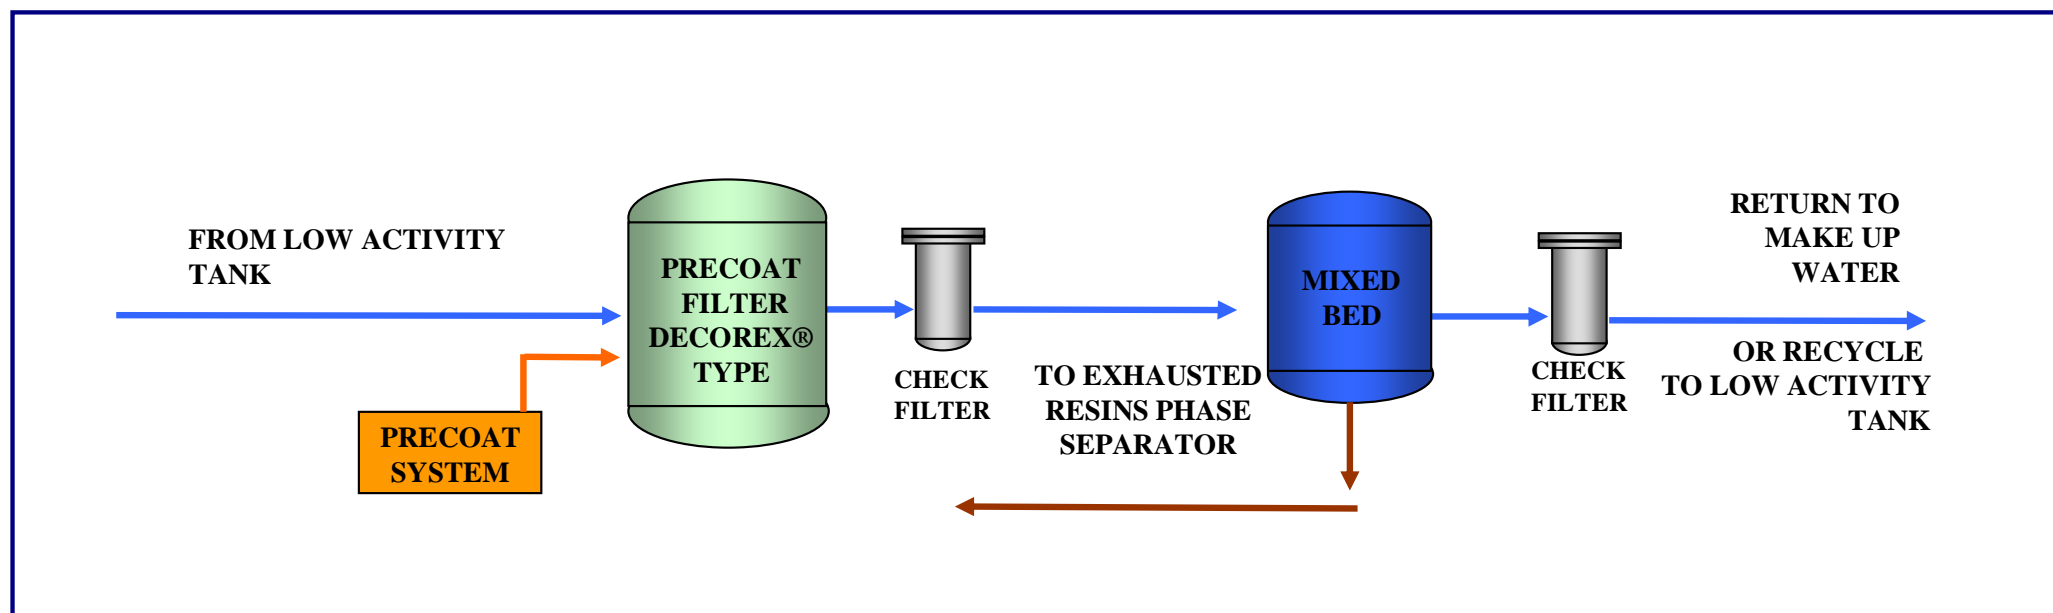 FROM LOW ACTIVITY
TANK
PRECOAT
SYSTEM
PRECOAT
FILTER
DECOREX®
TYPE
CHECK
FILTER
TO EXHAUSTED
RESINS PHASE
SEPARATOR
MIXED
BED
CHECK
FILTER
RETURN TO
MAKE UP
WATER
OR RECYCLE
TO LOW ACTIVITY
TANK